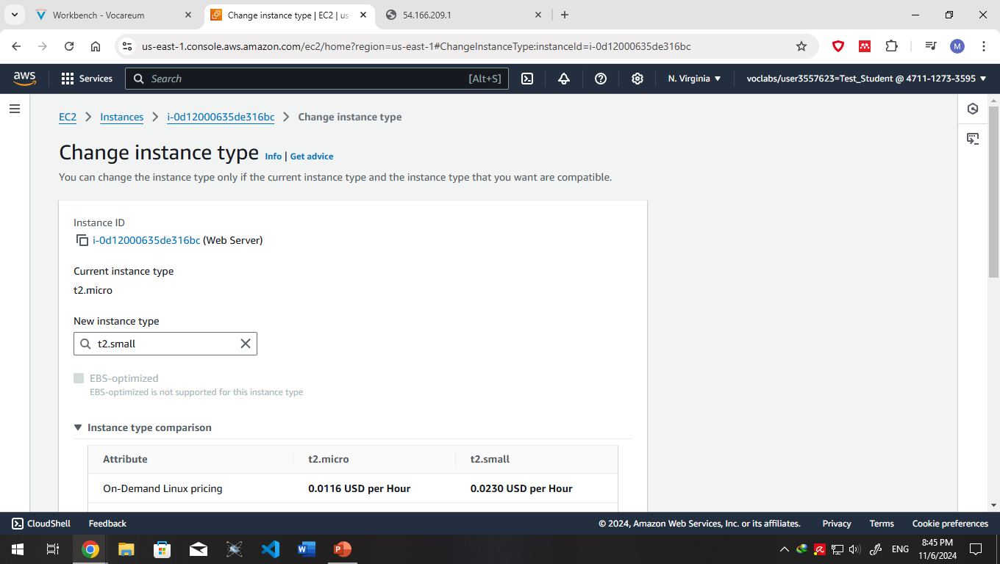 Workbench - Vocareum
Change instance type | EC2 | us-
54.166.209.1
us-east-1.console.aws.amazon.com/ec2/home?region=us-east-1#ChangeInstanceType:instanceId=i-0d12000635de316bc
M
aws
Services
Search
[Alt+S]
N. Virginia
voclabs/user3557623=Test_Student @ 4711-1273-3595
EC2 > Instances > i-0d12000635de316bc > Change instance type
Change instance type Info | Get advice
You can change the instance type only if the current instance type and the instance type that you want are compatible.
Instance ID
i-0d12000635de316bc (Web Server)
Current instance type
t2.micro
New instance type
t2.small
EBS-optimized
EBS-optimized is not supported for this instance type
Instance type comparison
Attribute t2.micro t2.small
On-Demand Linux pricing 0.0116 USD per Hour 0.0230 USD per Hour
CloudShell Feedback © 2024, Amazon Web Services, Inc. or its affiliates. Privacy Terms Cookie preferences
ENG
8:45 PM
11/6/2024